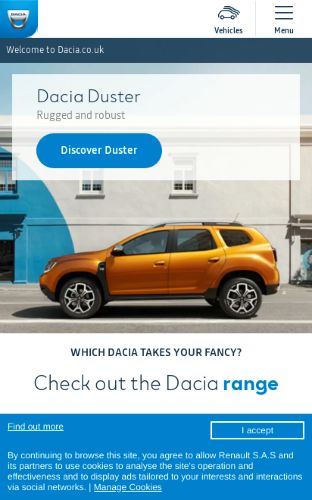 DACIA
Vehicles
Menu
Welcome to Dacia.co.uk
Dacia Duster
Rugged and robust
Discover Duster
WHICH DACIA TAKES YOUR FANCY?
Check out the Dacia range
Find out more
I accept
By continuing to browse this site, you agree to allow Renault S.A.S and
its partners to use cookies to analyse the site's operation and
effectiveness and to display ads tailored to your interests and interactions
via social networks. | Manage Cookies